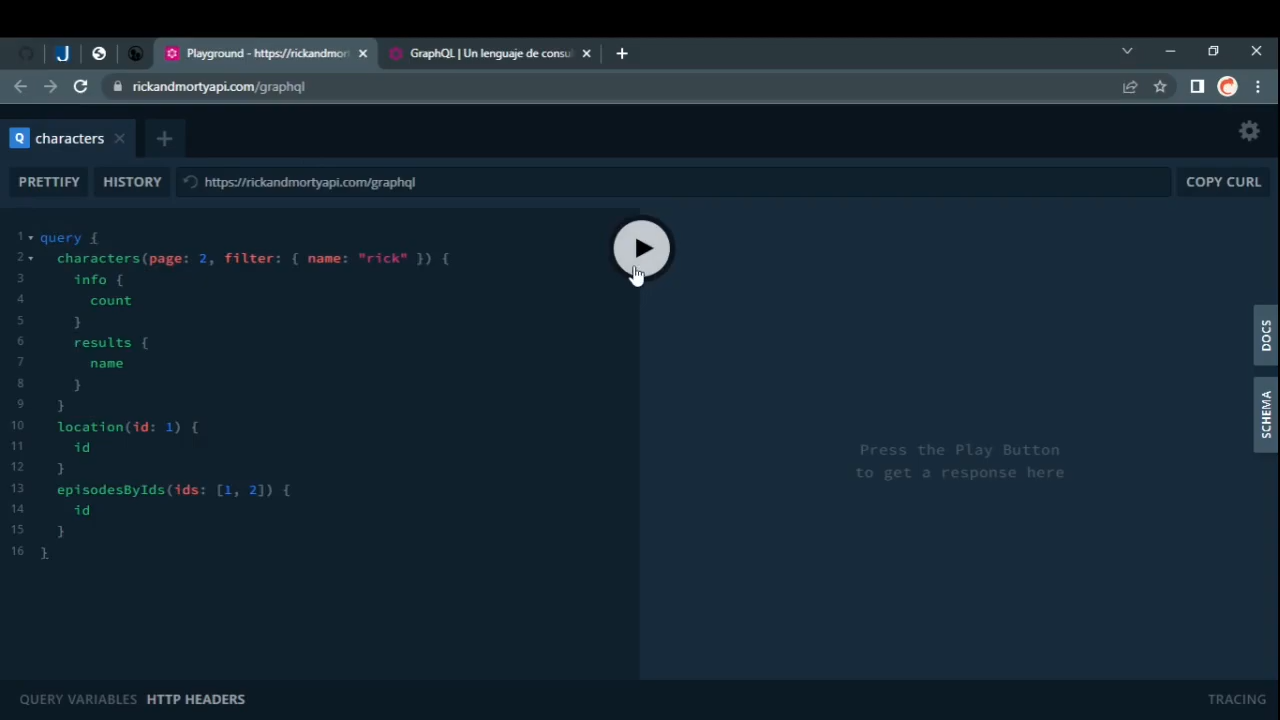 Playground - https://rickandmort
GraphQL | Un lenguaje de consul
rickandmortyapi.com/graphql
Q characters
PRETTIFY HISTORY https://rickandmortyapi.com/graphql COPY CURL
1 query {
2 characters(page: 2, filter: { name: "rick" }) {
3 info {
4 count
5 }
6 results {
7 name
8 }
9 }
10 location(id: 1) {
11 id
12 }
13 episodesByIds(ids: [1, 2]) {
14 id
15 }
16 }
Press the Play Button
to get a response here
DOCS
SCHEMA
QUERY VARIABLES HTTP HEADERS TRACING